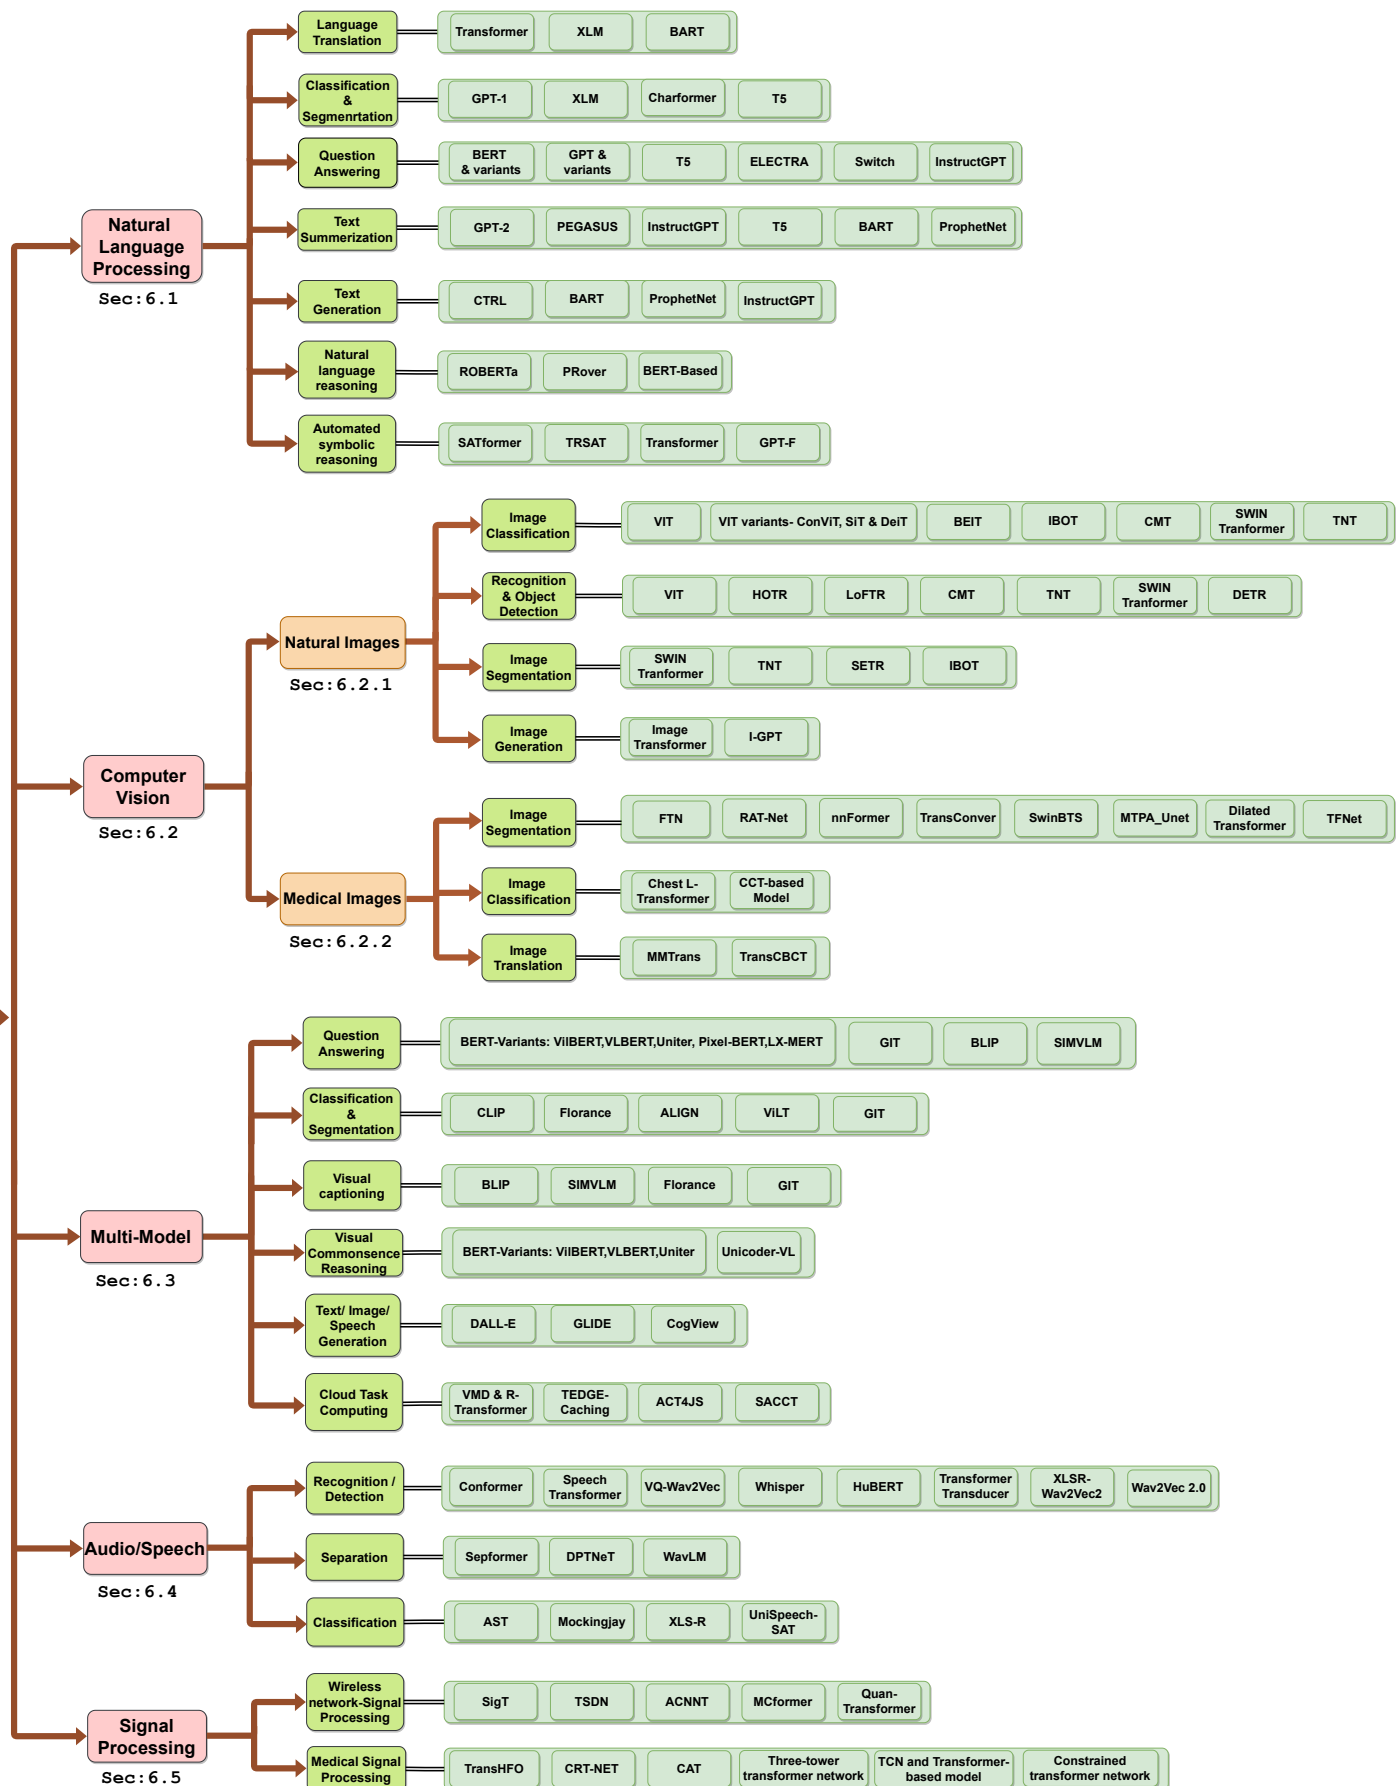 Natural
Language
Processing
Sec:6.1
Language
Translation
Transformer
XLM
BART
Classification
&
Segmenrtation
GPT-1
XLM
Charformer
T5
Question
Answering
BERT
& variants
GPT &
variants
T5
ELECTRA
Switch
InstructGPT
Text
Summerization
GPT-2
PEGASUS
InstructGPT
T5
BART
ProphetNet
Text
Generation
CTRL
BART
ProphetNet
InstructGPT
Natural
language
reasoning
ROBERTa
PRover
BERT-Based
Automated
symbolic
reasoning
SATformer
TRSAT
Transformer
GPT-F
Computer
Vision
Sec:6.2
Natural Images
Sec:6.2.1
Image
Classification
VIT
VIT variants- ConViT, SiT & DeiT
BEIT
IBOT
CMT
SWIN
Tranformer
TNT
Recognition
& Object
Detection
VIT
HOTR
LoFTR
CMT
TNT
SWIN
Tranformer
DETR
Image
Segmentation
SWIN
Tranformer
TNT
SETR
IBOT
Image
Generation
Image
Transformer
I-GPT
Medical Images
Sec:6.2.2
Image
Segmentation
FTN
RAT-Net
nnFormer
TransConver
SwinBTS
MTPA_Unet
Dilated
Transformer
TFNet
Image
Classification
Chest L-
Transformer
CCT-based
Model
Image
Translation
MMTrans
TransCBCT
Multi-Model
Sec:6.3
Question
Answering
BERT-Variants: VilBERT,VLBERT,Uniter, Pixel-BERT,LX-MERT
GIT
BLIP
SIMVLM
Classification
&
Segmentation
CLIP
Florance
ALIGN
ViLT
GIT
Visual
captioning
BLIP
SIMVLM
Florance
GIT
Visual
Commonsence
Reasoning
BERT-Variants: VilBERT,VLBERT,Uniter
Unicoder-VL
Text/ Image/
Speech
Generation
DALL-E
GLIDE
CogView
Cloud Task
Computing
VMD & R-
Transformer
TEDGE-
Caching
ACT4JS
SACCT
Audio/Speech
Sec:6.4
Recognition /
Detection
Conformer
Speech
Transformer
VQ-Wav2Vec
Whisper
HuBERT
Transformer
Transducer
XLSR-
Wav2Vec2
Wav2Vec 2.0
Separation
Sepformer
DPTNeT
WavLM
Classification
AST
Mockingjay
XLS-R
UniSpeech-
SAT
Signal
Processing
Sec:6.5
Wireless
network-Signal
Processing
SigT
TSDN
ACNNT
MCformer
Quan-
Transformer
Medical Signal
Processing
TransHFO
CRT-NET
CAT
Three-tower
transformer network
TCN and Transformer-
based model
Constrained
transformer network